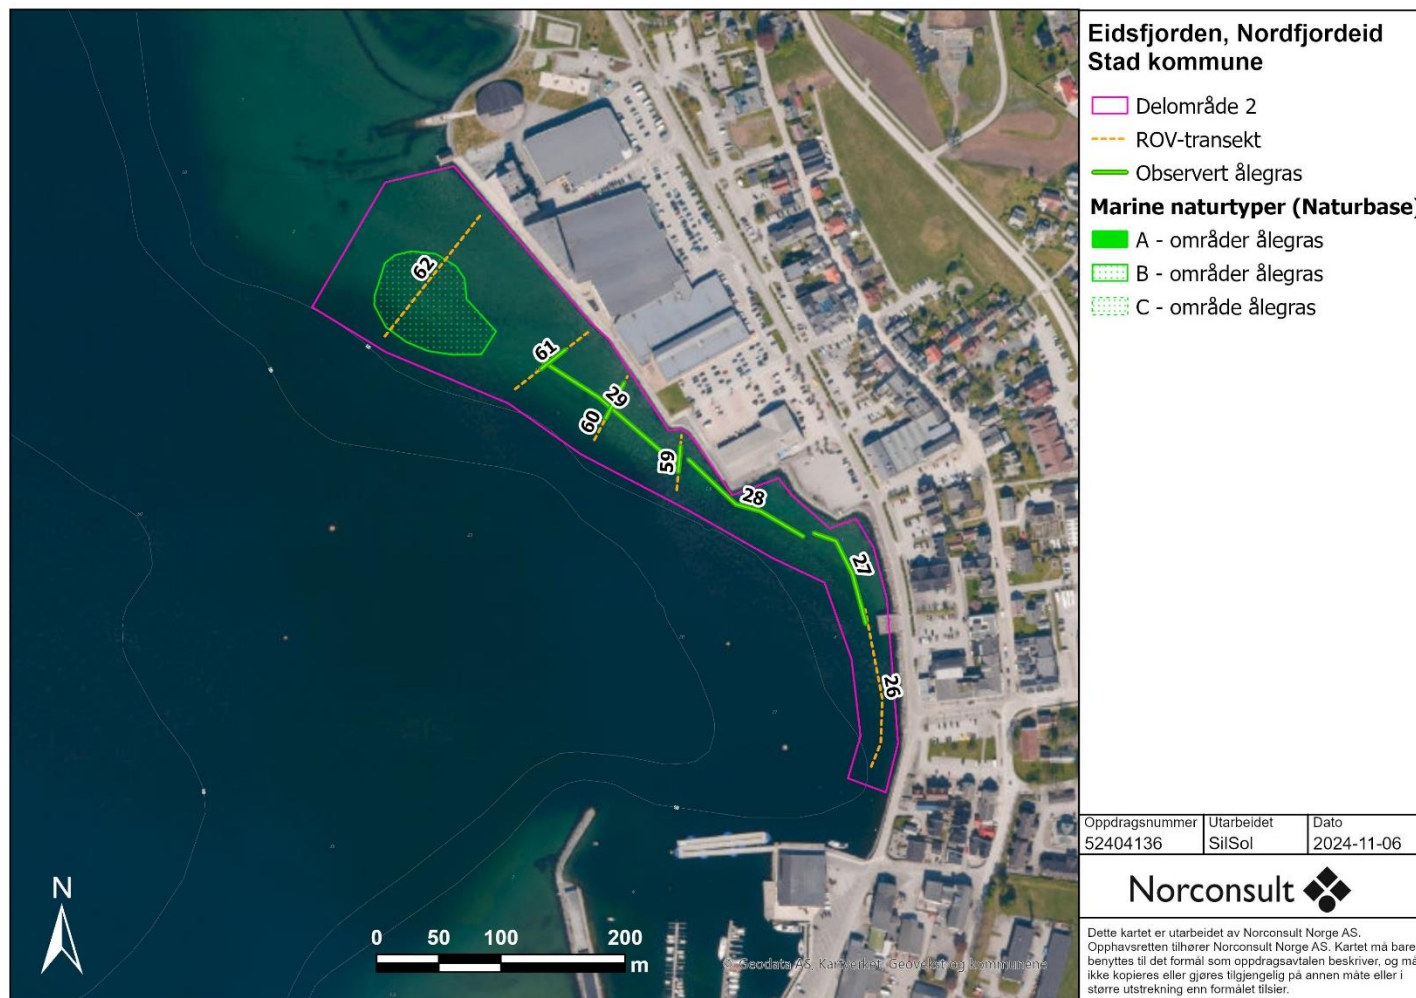 Eidsfjorden, Nordfjordeid
Stad kommune
Delområde 2
ROV-transekt
Observert ålegras
Marine naturtyper (Naturbase)
A - områder ålegras
B - områder ålegras
C - område ålegras
62
61
29
60
59
28
27
26
N
0 50 100 200
m
© Geodata AS, Kartverket, Geovekst og kommunene
Oppdragsnummer Utarbeidet Dato
52404136 SilSol 2024-11-06
Norconsult
Dette kartet er utarbeidet av Norconsult Norge AS.
Opphavsretten tilhører Norconsult Norge AS. Kartet må bare
benyttes til det formål som oppdragsavtalen beskriver, og må
ikke kopieres eller gjøres tilgjengelig på annen måte eller i
større utstrekning enn formålet tilsier.